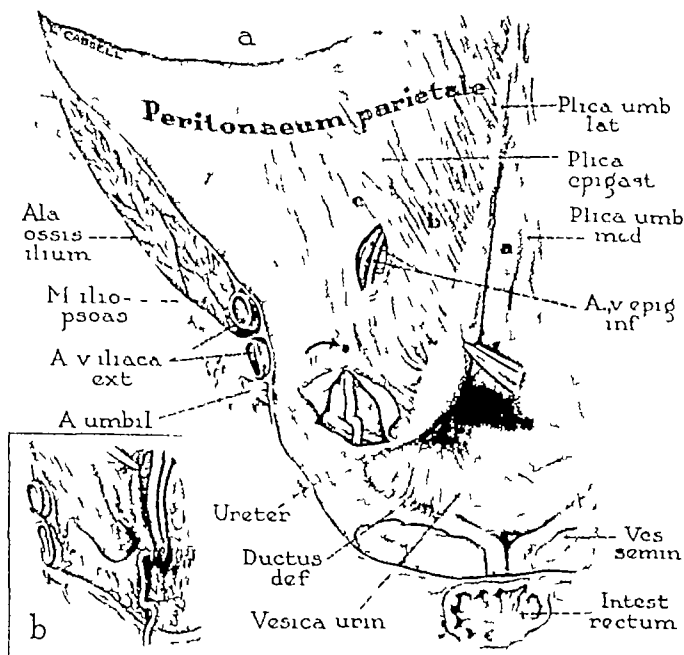 CASSELL
a
Peritonaeum parietale
Plica umb
lat
Plica
epigast
Plica umb
med
Ala
ossis
ilium
M ilio-
psoas
A v iliaca
ext
A umbil
c
b
a
A., v epig
inf
Ureter
Ductus
def
Vesica urin
Ves
semin
Intest
rectum
b